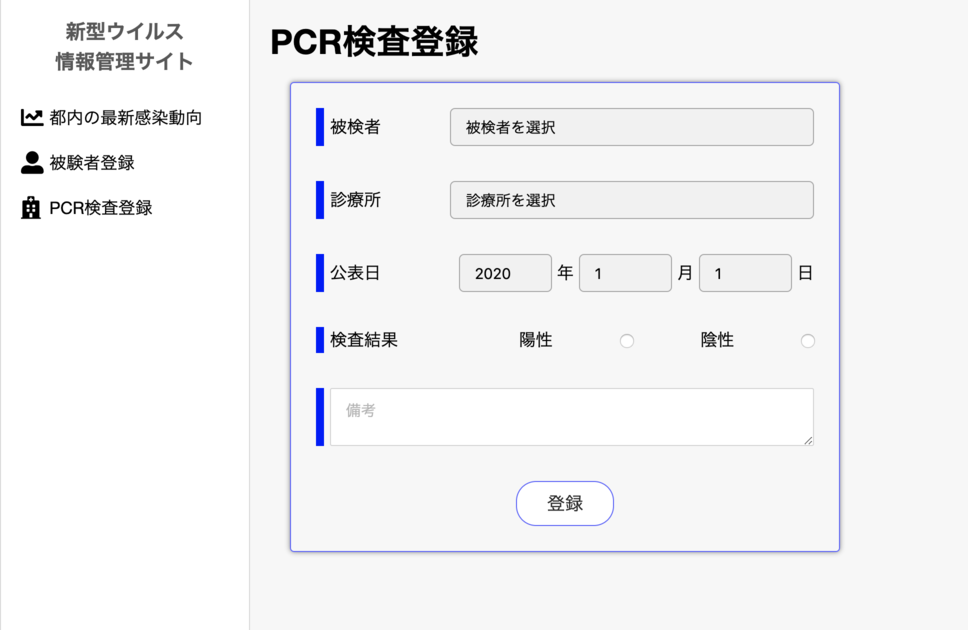 新型ウイルス
情報管理サイト
都内の最新感染動向
被験者登録
PCR検査登録
PCR検査登録
被検者 被検者を選択
診療所 診療所を選択
公表日 2020 年 1 月 1 日
検査結果 陽性 陰性
備考
登録